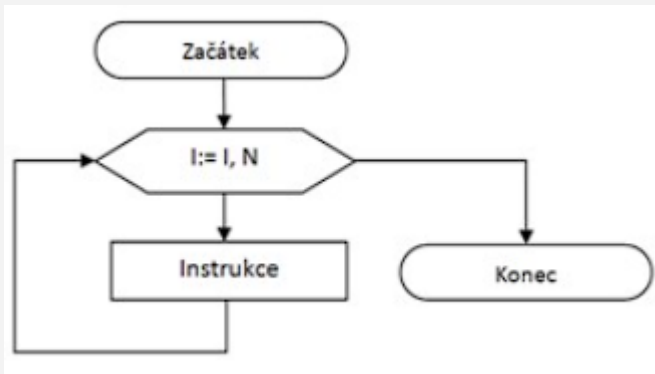 Začátek
I:= I, N
Instrukce
Konec